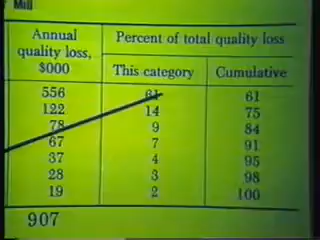 Mill
Annual quality loss, $000 Percent of total quality loss
This category Cumulative
556 61 61
122 14 75
78 9 84
67 7 91
37 4 95
28 3 98
19 2 100
907